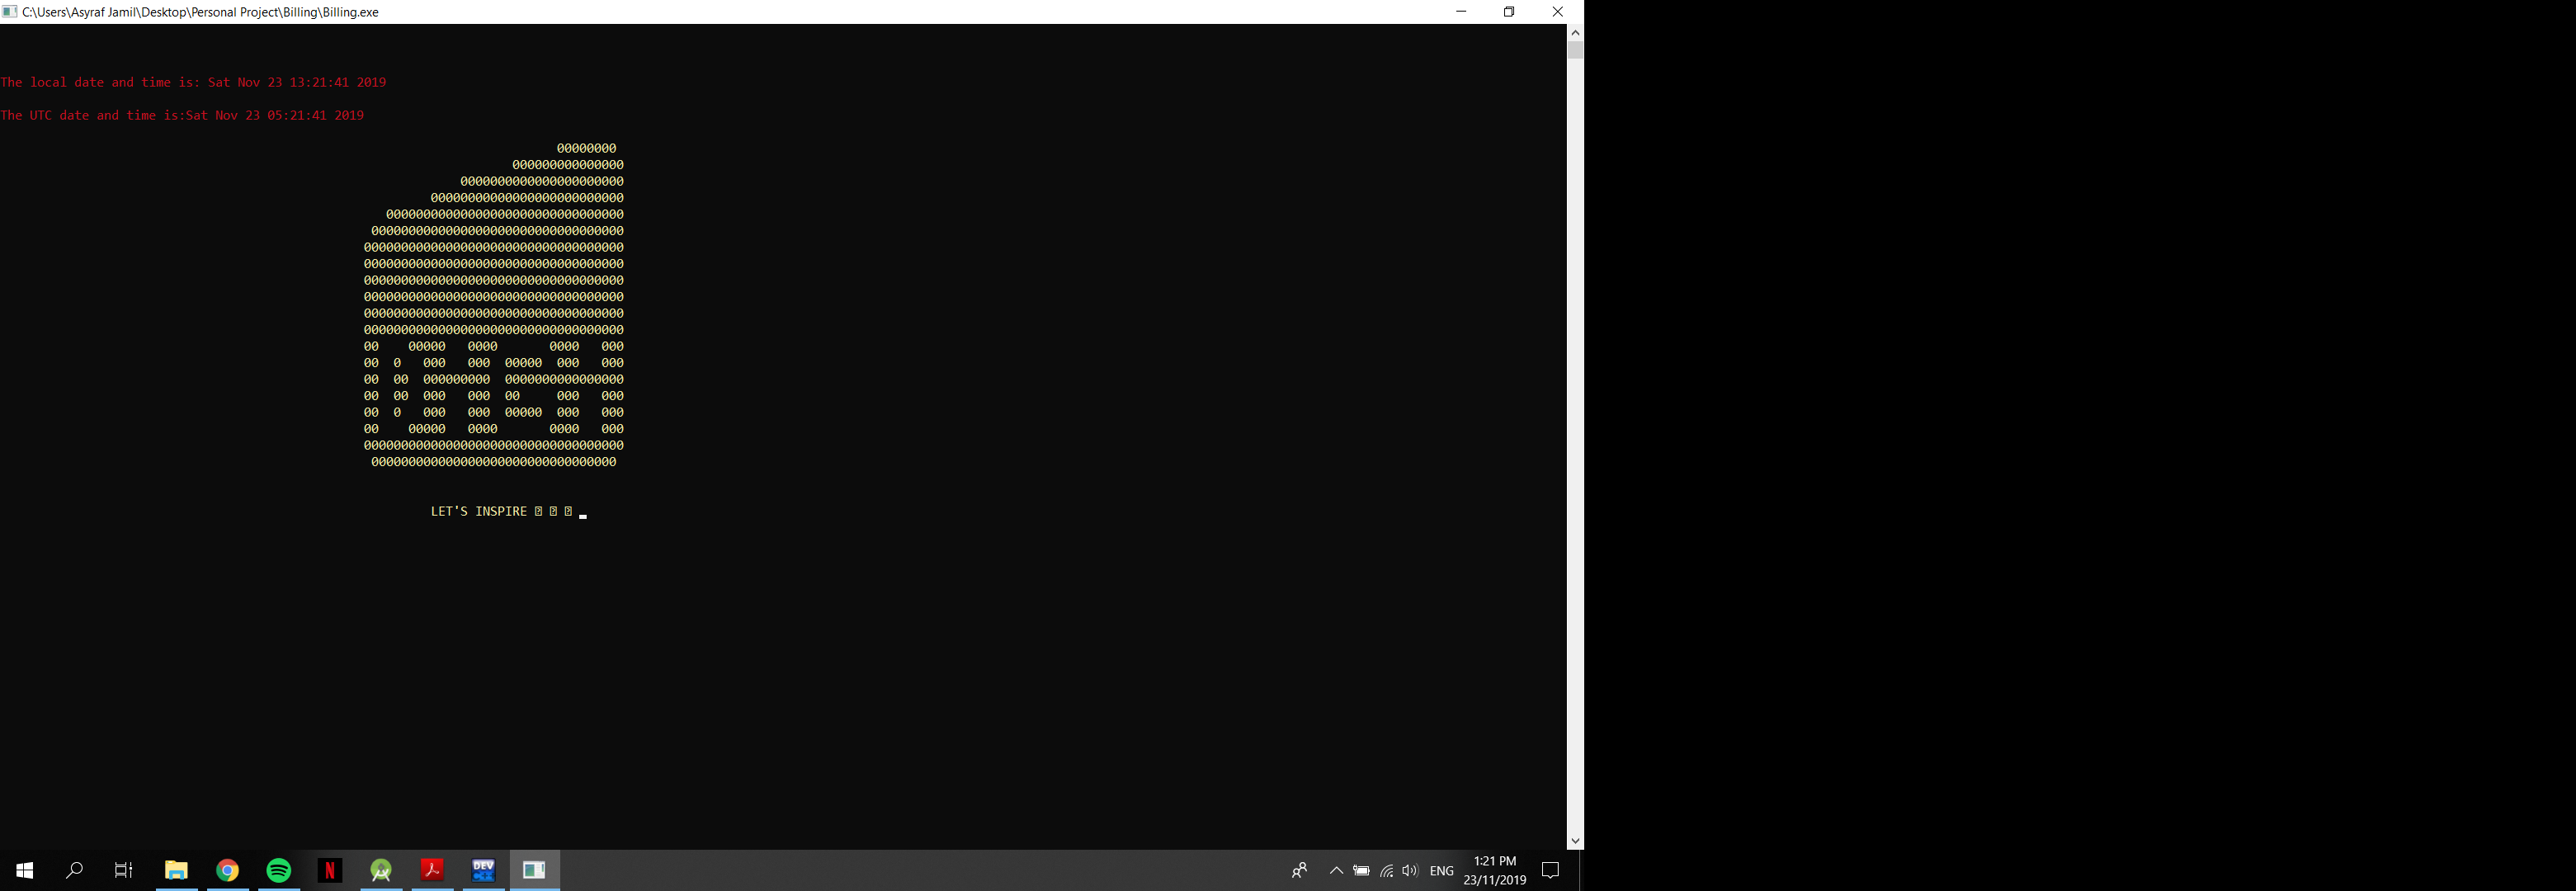 C:\Users\Asyraf Jamil\Desktop\Personal Project\Billing\Billing.exe
The local date and time is: Sat Nov 23 13:21:41 2019
The UTC date and time is:Sat Nov 23 05:21:41 2019
00000000
000000000000000
0000000000000000000000
00000000000000000000000000
00000000000000000000000000000000
0000000000000000000000000000000000
00000000000000000000000000000000000
00000000000000000000000000000000000
00000000000000000000000000000000000
00000000000000000000000000000000000
00000000000000000000000000000000000
00000000000000000000000000000000000
00    00000   0000       0000   000
00  0   000   000  00000  000   000
00  00  000000000  0000000000000000
00  00  000   000  00     000   000
00  0   000   000  00000  000   000
00    00000   0000       0000   000
00000000000000000000000000000000000
000000000000000000000000000000000
LET'S INSPIRE ⍰ ⍰ ⍰
N
DEV
C++
ENG
1:21 PM
23/11/2019